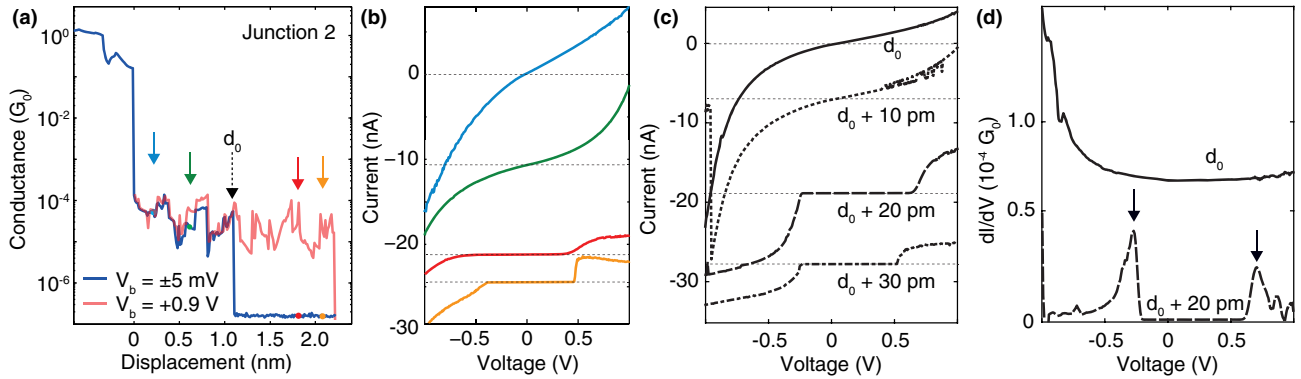 (a)
Junction 2
Conductance (G0)
10^0
10^-2
10^-4
10^-6
d0
Vb = ±5 mV
Vb = +0.9 V
0
0.5
1.0
1.5
2.0
Displacement (nm)
(b)
Current (nA)
0
-10
-20
-30
−0.5
0
0.5
Voltage (V)
(c)
Current (nA)
0
-10
-20
-30
d0
d0 + 10 pm
d0 + 20 pm
d0 + 30 pm
-0.5
0
0.5
Voltage (V)
(d)
dI/dV (10^-4 G0)
1.0
0.5
0
d0
d0 + 20 pm
-0.5
0
0.5
Voltage (V)